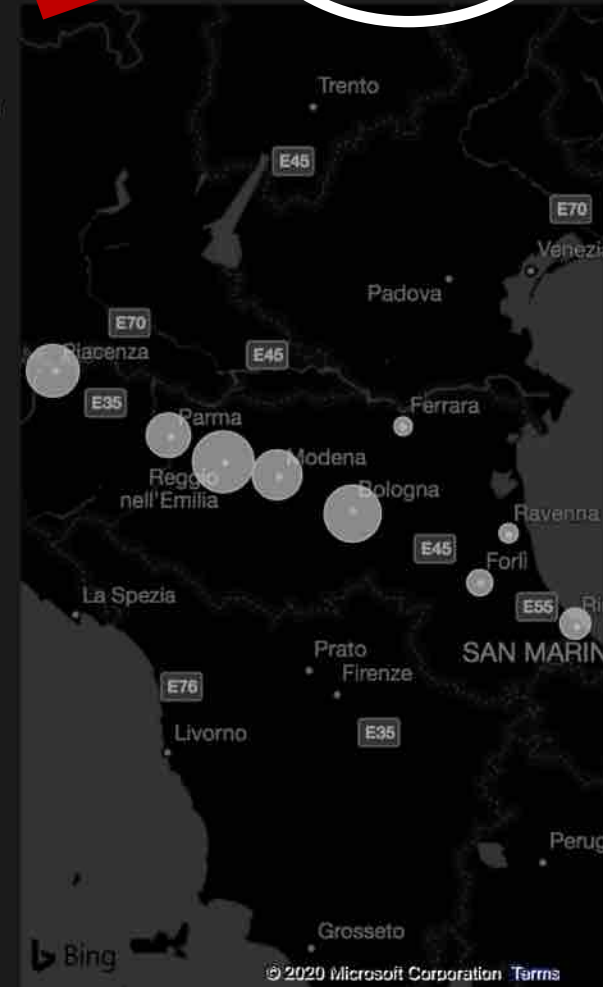 Trento
E45
E70
Venezi
Padova
E70
Piacenza
E45
E35
Ferrara
Parma
Modena
Reggio
nell'Emilia
Bologna
Ravenna
E45
Forlì
La Spezia
E55
Ri
SAN MARIN
Prato
Firenze
E76
Livorno
E35
Perug
Grosseto
Bing
© 2020 Microsoft Corporation Terms